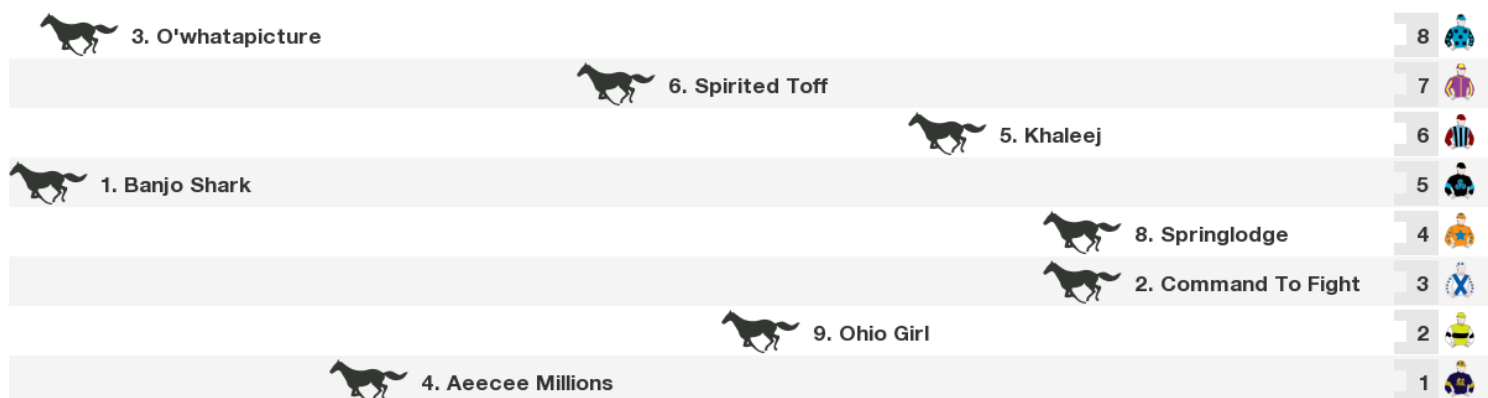 3. O'whatapicture 8
6. Spirited Toff 7
5. Khaleej 6
1. Banjo Shark 5
8. Springlodge 4
2. Command To Fight 3
9. Ohio Girl 2
4. Aeecee Millions 1